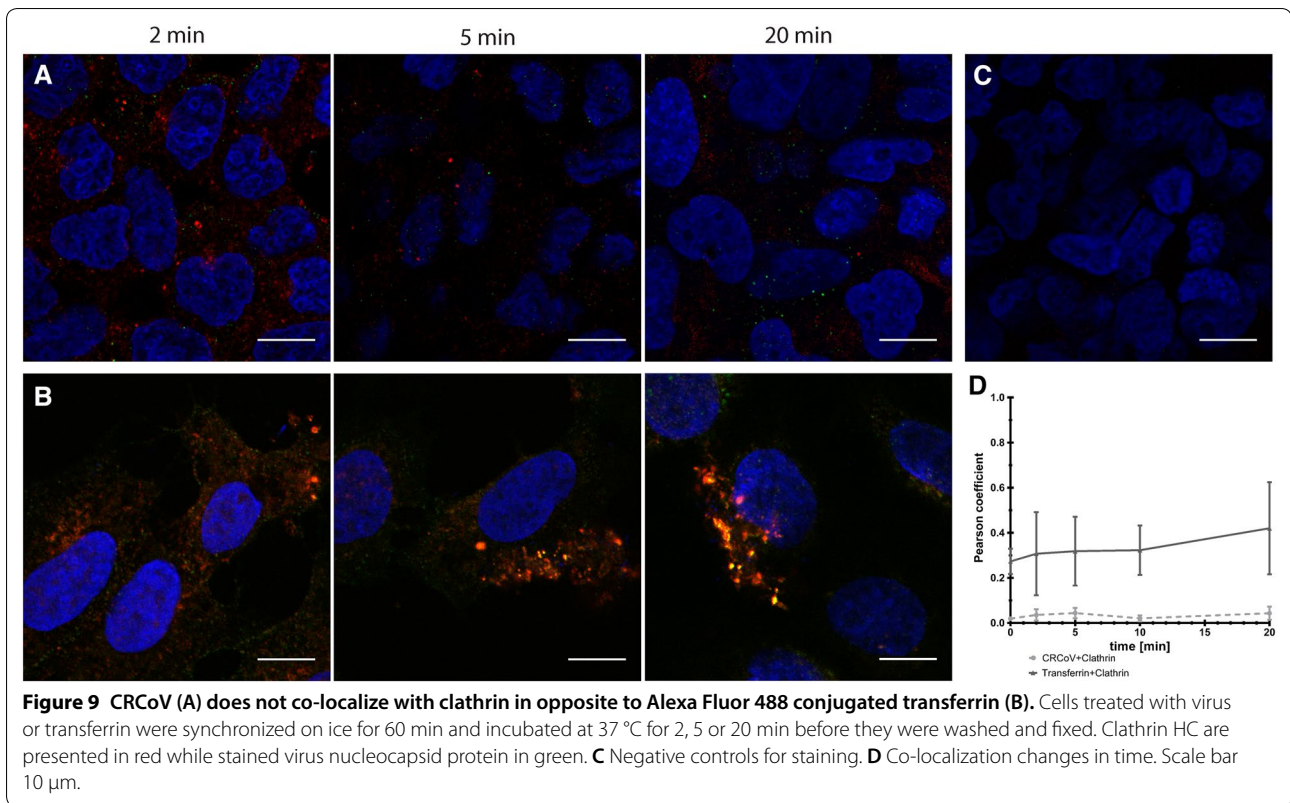 2 min
5 min
20 min
A
C
B
D
1.0
0.8
0.6
0.4
0.2
0.0
Pearson coefficient
0
5
10
15
20
time [min]
CRCoV+Clathrin
Transferrin+Clathrin
Figure 9 CRCoV (A) does not co-localize with clathrin in opposite to Alexa Fluor 488 conjugated transferrin (B). Cells treated with virus
or transferrin were synchronized on ice for 60 min and incubated at 37 °C for 2, 5 or 20 min before they were washed and fixed. Clathrin HC are
presented in red while stained virus nucleocapsid protein in green. C Negative controls for staining. D Co-localization changes in time. Scale bar
10 μm.